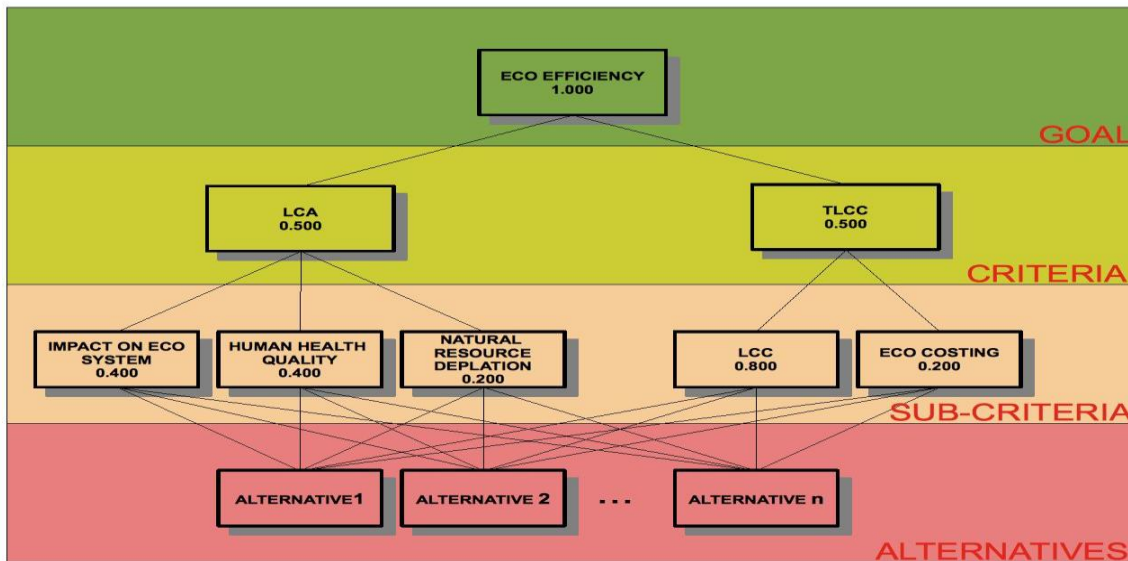 ECO EFFICIENCY
1.000
GOAL
LCA
0.500
TLCC
0.500
CRITERIA
IMPACT ON ECO
SYSTEM
0.400
HUMAN HEALTH
QUALITY
0.400
NATURAL
RESOURCE
DEPLATION
0.200
LCC
0.800
ECO COSTING
0.200
SUB-CRITERIA
ALTERNATIVE1
ALTERNATIVE 2
...
ALTERNATIVE n
ALTERNATIVES